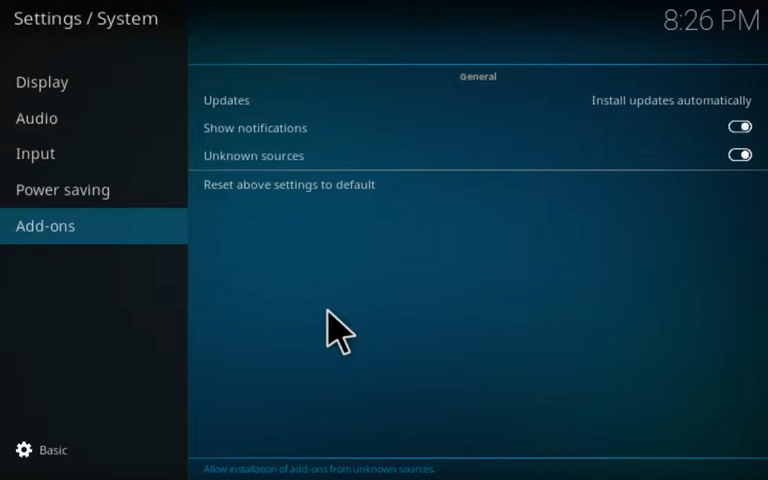 Settings / System
8:26 PM
Display
Audio
Input
Power saving
Add-ons
Basic
General
Updates Install updates automatically
Show notifications
Unknown sources
Reset above settings to default
Allow installation of add-ons from unknown sources.